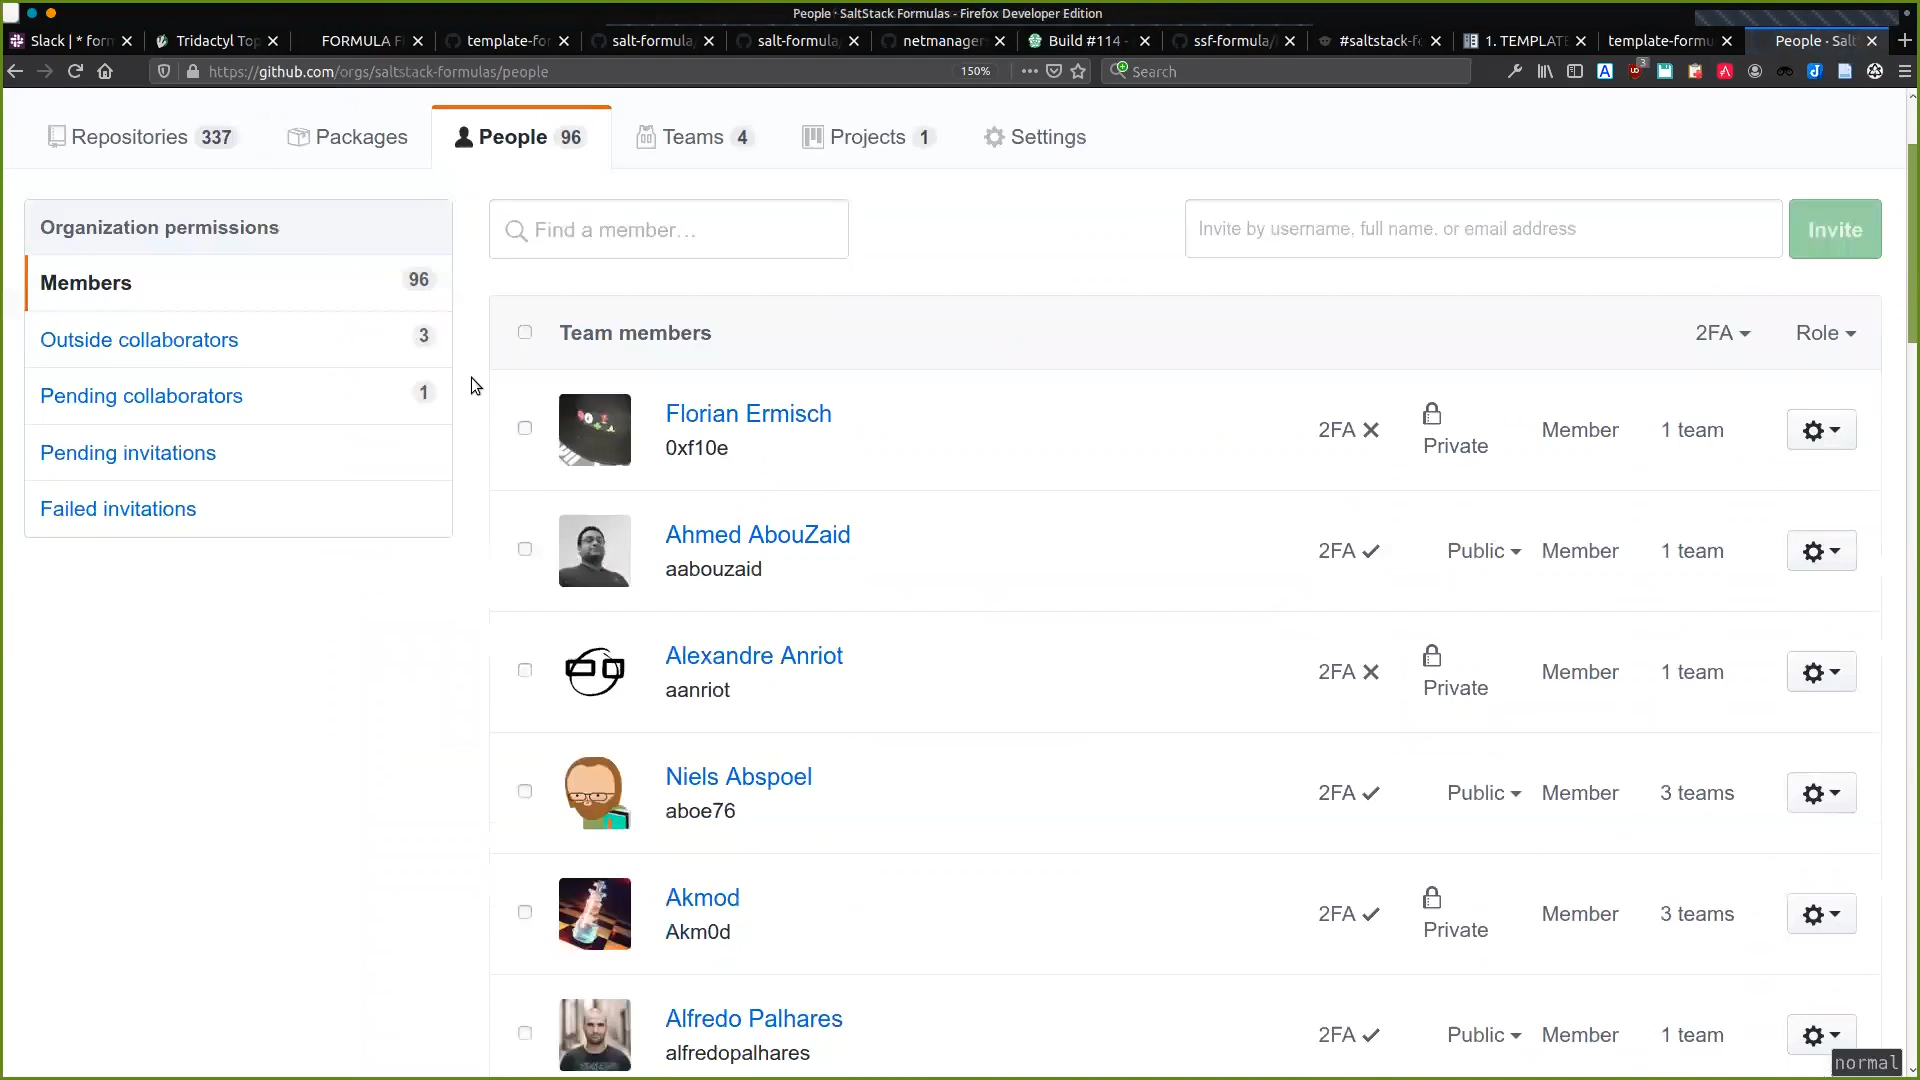 People · SaltStack Formulas - Firefox Developer Edition
Slack | * form
Tridactyl Top
FORMULA F
template-for
salt-formula
salt-formula
netmanager
Build #114 -
ssf-formula/
#saltstack-f
1. TEMPLATE
template-formu
People · Salt
https://github.com/orgs/saltstack-formulas/people
150%
Search
3
Repositories 337
Packages
People 96
Teams 4
Projects 1
Settings
Organization permissions
Members 96
Outside collaborators 3
Pending collaborators 1
Pending invitations
Failed invitations
Find a member…
Invite by username, full name, or email address
Invite
Team members
2FA
Role
Florian Ermisch
0xf10e
2FA
Private
Member
1 team
Ahmed AbouZaid
aabouzaid
2FA
Public
Member
1 team
Alexandre Anriot
aanriot
2FA
Private
Member
1 team
Niels Abspoel
aboe76
2FA
Public
Member
3 teams
Akmod
Akm0d
2FA
Private
Member
3 teams
Alfredo Palhares
alfredopalhares
2FA
Public
Member
1 team
normal